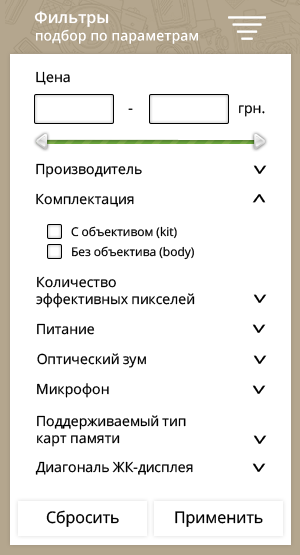 Фильтры
подбор по параметрам
Цена
- грн.
Производитель
Комплектация
С объективом (kit)
Без объектива (body)
Количество
эффективных пикселей
Питание
Оптический зум
Микрофон
Поддерживаемый тип
карт памяти
Диагональ ЖК-дисплея
Сбросить Применить